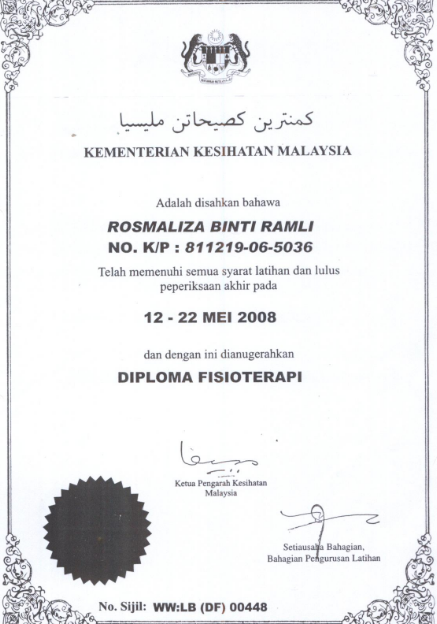 كمنترين كصيحاتن مليسيا
KEMENTERIAN KESIHATAN MALAYSIA
Adalah disahkan bahawa
ROSMALIZA BINTI RAMLI
NO. K/P : 811219-06-5036
Telah memenuhi semua syarat latihan dan lulus
peperiksaan akhir pada
12 - 22 MEI 2008
dan dengan ini dianugerahkan
DIPLOMA FISIOTERAPI
Ketua Pengarah Kesihatan
Malaysia
Setiausaha Bahagian,
Bahagian Pengurusan Latihan
No. Sijil: WW:LB (DF) 00448